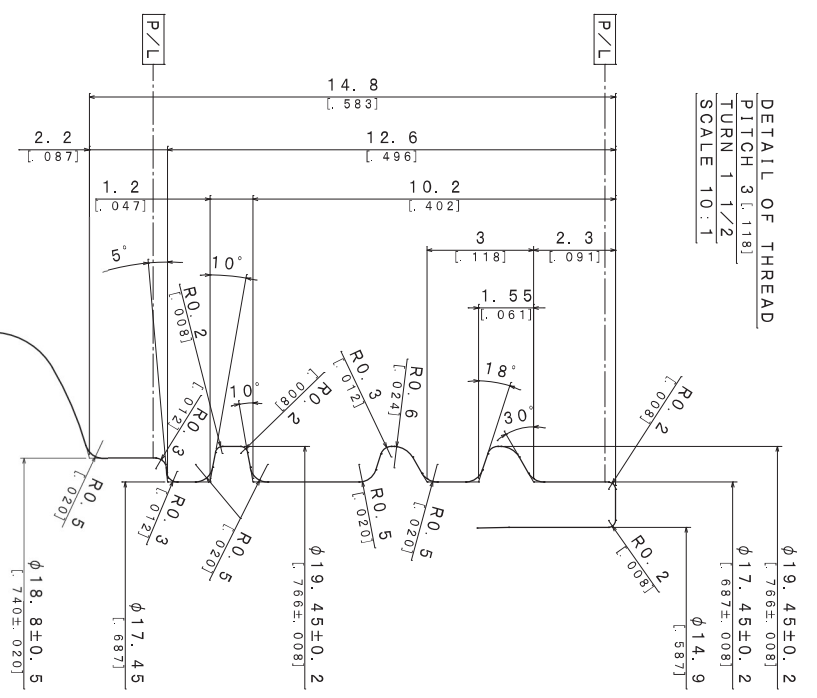 P/L
P/L
DETAIL OF THREAD
PITCH 3 [.118]
TURN 1 1/2
SCALE 10:1
14. 8
[. 583]
2. 2
[. 087]
12. 6
[. 496]
1. 2
[. 047]
10. 2
[. 402]
3
[. 118]
2. 3
[. 091]
1. 55
[. 061]
5°
10°
R0. 2
[. 008]
10°
R0. 2
[. 008]
R0. 3
[. 012]
R0. 6
[. 024]
18°
30°
R0. 2
[. 008]
R0. 3
[. 012]
R0. 5
[. 020]
R0. 3
[. 012]
R0. 5
[. 020]
R0. 5
[. 020]
R0. 5
[. 020]
R0. 2
[. 008]
φ18. 8±0. 5
[. 740±. 020]
φ17. 45
[. 687]
φ19. 45±0. 2
[. 766±. 008]
φ14. 9
[. 587]
φ17. 45±0. 2
[. 687±. 008]
φ19. 45±0. 2
[. 766±. 008]